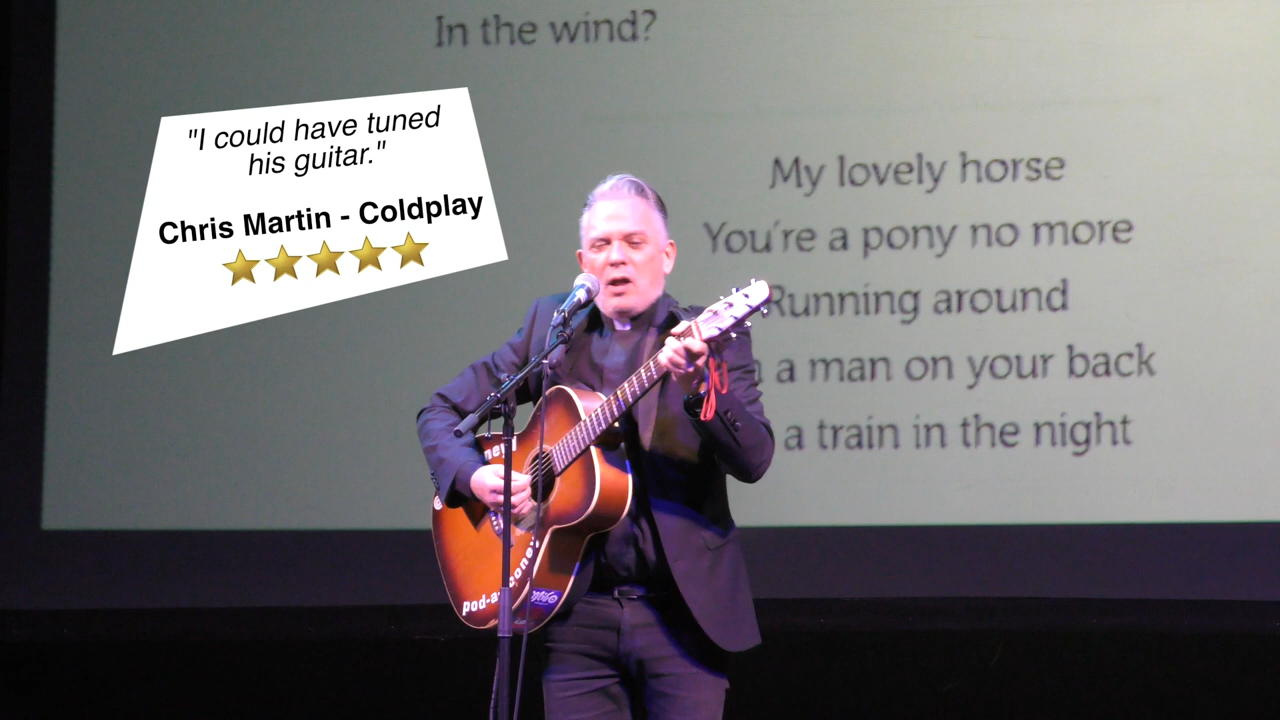 In the wind?
"I could have tuned
his guitar."
Chris Martin - Coldplay
My lovely horse
You're a pony no more
Running around
a man on your back
a train in the night